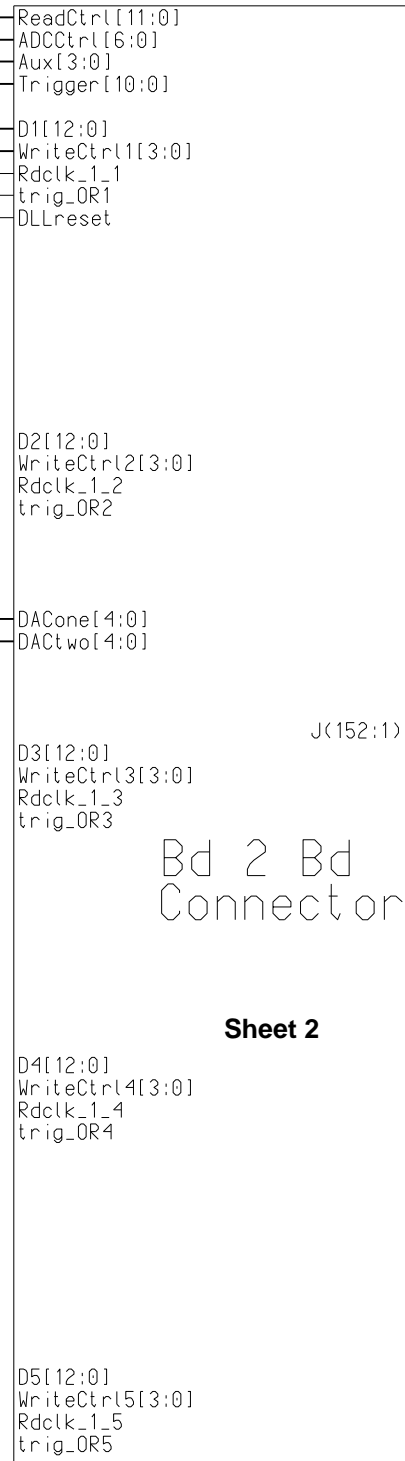 ReadCtrl[11:0]
ADCCtrl[6:0]
Aux[3:0]
Trigger[10:0]
D1[12:0]
WriteCtrl1[3:0]
Rdclk_1_1
trig_OR1
DLLreset
D2[12:0]
WriteCtrl2[3:0]
Rdclk_1_2
trig_OR2
DACone[4:0]
DACtwo[4:0]
J(152:1)
D3[12:0]
WriteCtrl3[3:0]
Rdclk_1_3
trig_OR3
Bd 2 Bd
Connector
Sheet 2
D4[12:0]
WriteCtrl4[3:0]
Rdclk_1_4
trig_OR4
D5[12:0]
WriteCtrl5[3:0]
Rdclk_1_5
trig_OR5